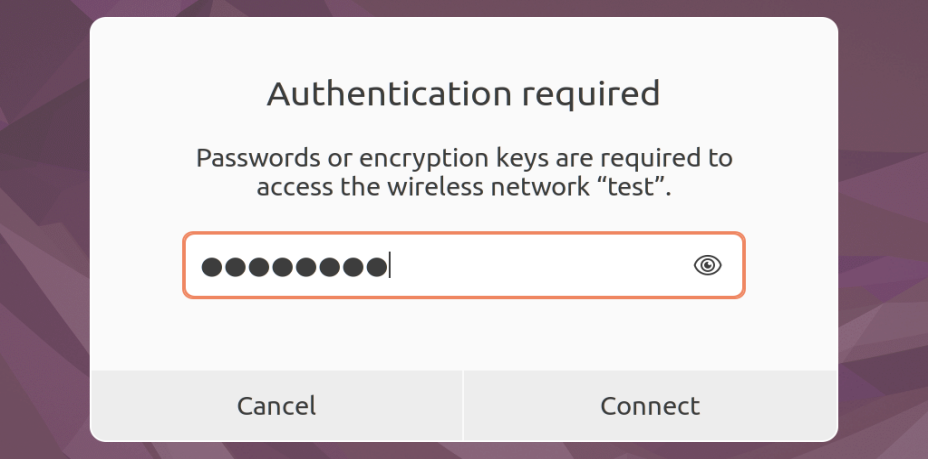 Authentication required
Passwords or encryption keys are required to
access the wireless network “test”.
●●●●●●●●
Cancel
Connect